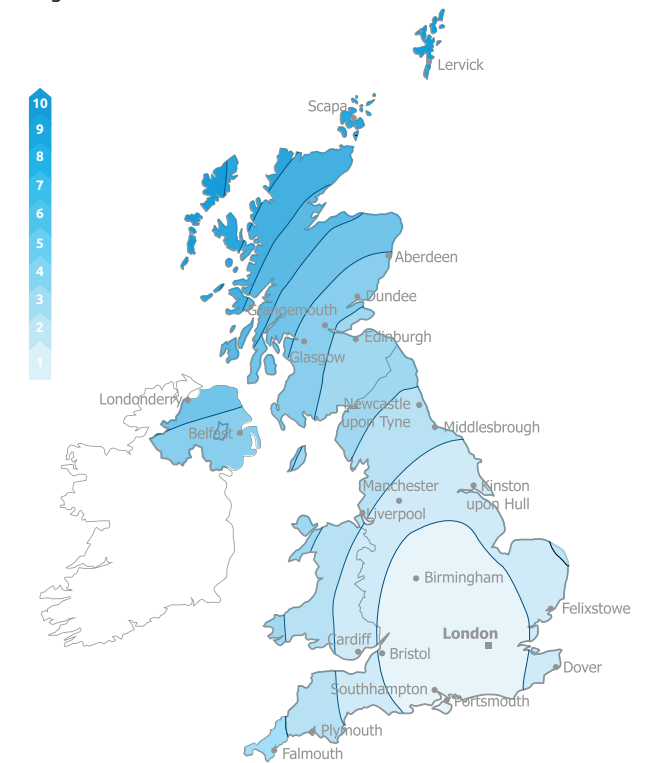 Lervick
Scapa
10
9
8
7
6
5
4
3
2
1
Aberdeen
Dundee
Grangemouth
Edinburgh
Glasgow
Londonderry
Belfast
Newcastle
upon Tyne
Middlesbrough
Manchester
Kinston
upon Hull
Liverpool
Birmingham
Felixstowe
London
Cardiff
Bristol
Dover
Southhampton
Portsmouth
Plymouth
Falmouth